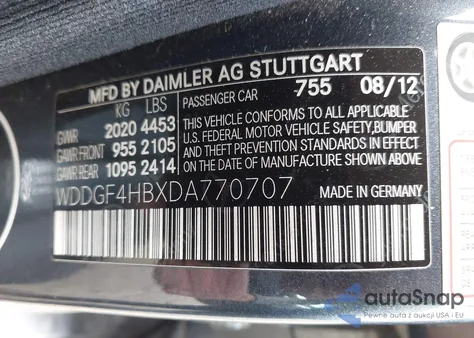 MFD BY DAIMLER AG STUTTGART
KG LBS
GVWR 2020 4453
GAWR FRONT 955 2105
GAWR REAR 1095 2414
PASSENGER CAR 755 08/12
THIS VEHICLE CONFORMS TO ALL APPLICABLE
U.S. FEDERAL MOTOR VEHICLE SAFETY, BUMPER
AND THEFT PREVENTION STANDARDS IN EFFECT
ON THE DATE OF MANUFACTURE SHOWN ABOVE.
WDDGF4HBXDA770707 MADE IN GERMANY
autoSnap
Pewne auta z aukcji USA i EU